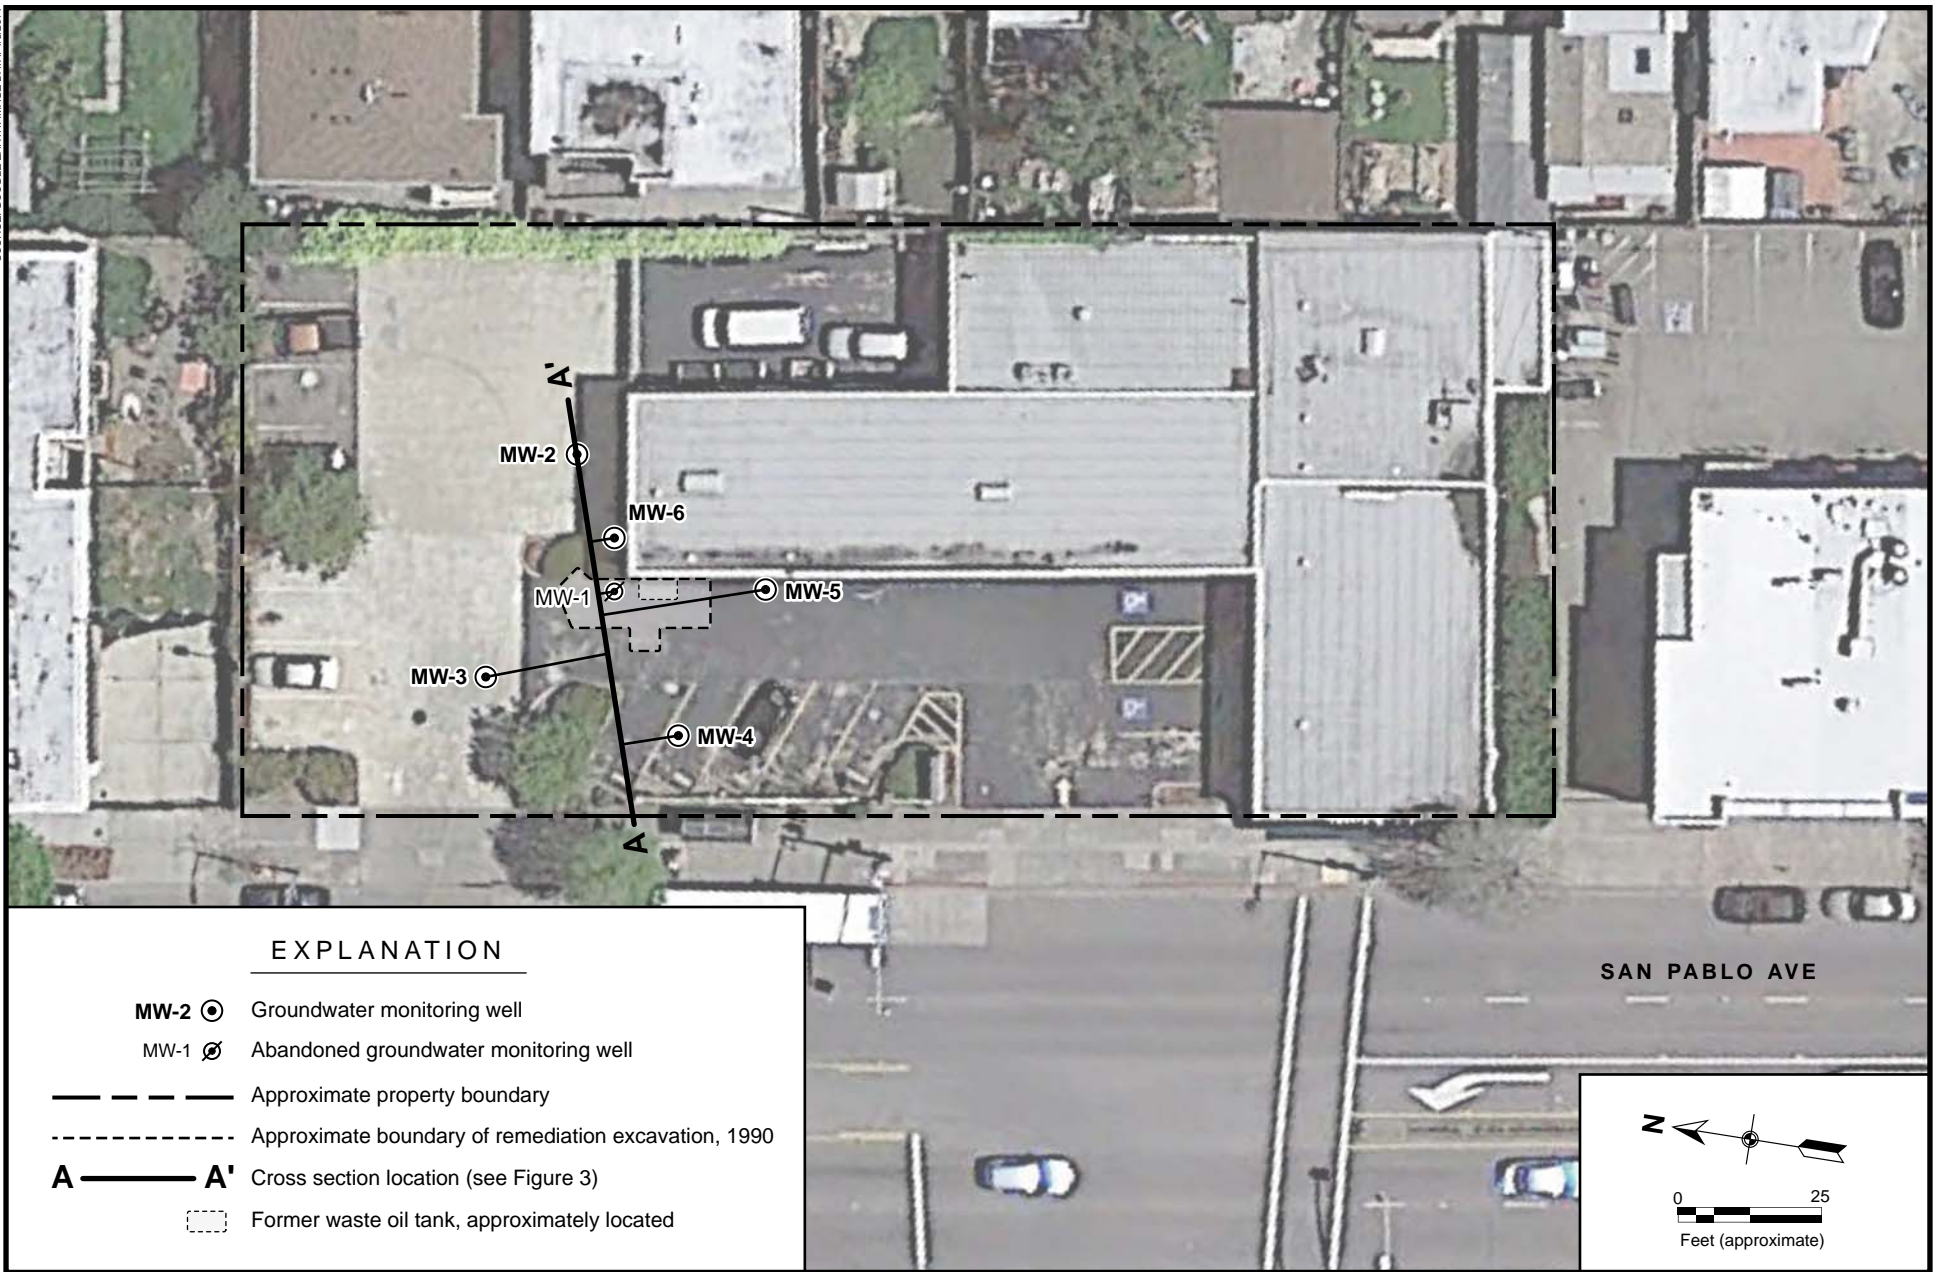 A'
MW-2
MW-6
MW-1
MW-5
MW-3
MW-4
A
SAN PABLO AVE
EXPLANATION
MW-2 Groundwater monitoring well
MW-1 Abandoned groundwater monitoring well
Approximate property boundary
Approximate boundary of remediation excavation, 1990
A A' Cross section location (see Figure 3)
Former waste oil tank, approximately located
N
0 25
Feet (approximate)